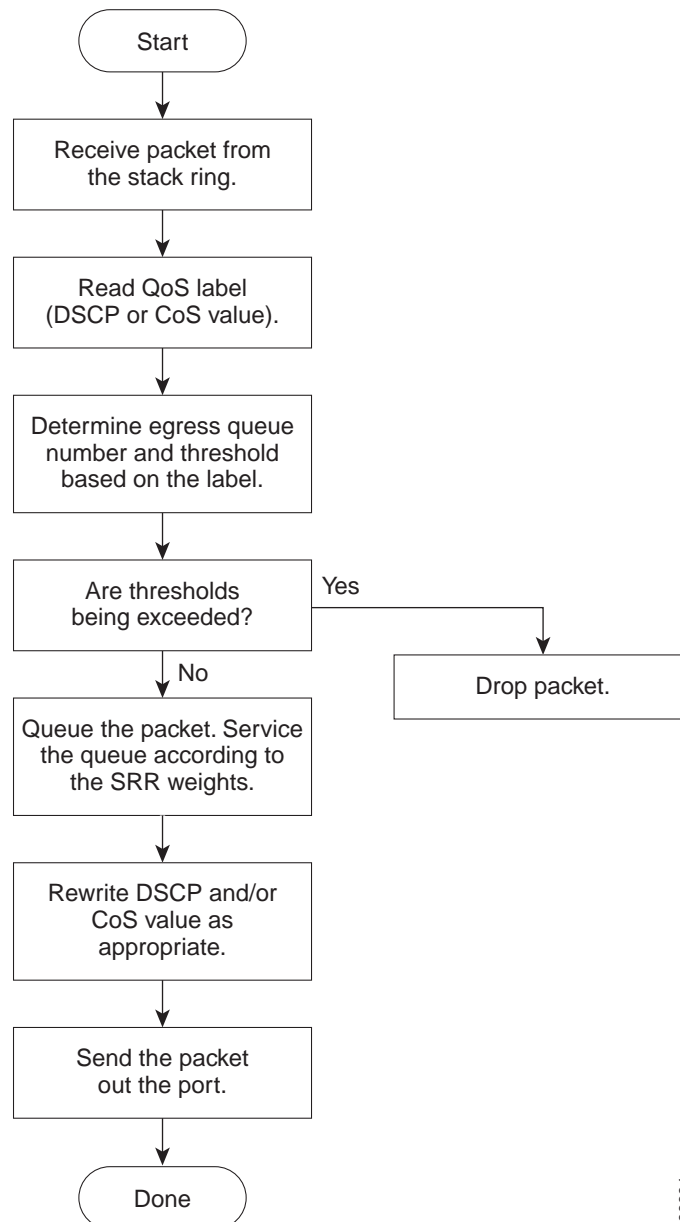 Start
Receive packet from
the stack ring.
Read QoS label
(DSCP or CoS value).
Determine egress queue
number and threshold
based on the label.
Are thresholds
being exceeded?
Yes
No
Drop packet.
Queue the packet. Service
the queue according to
the SRR weights.
Rewrite DSCP and/or
CoS value as
appropriate.
Send the packet
out the port.
Done